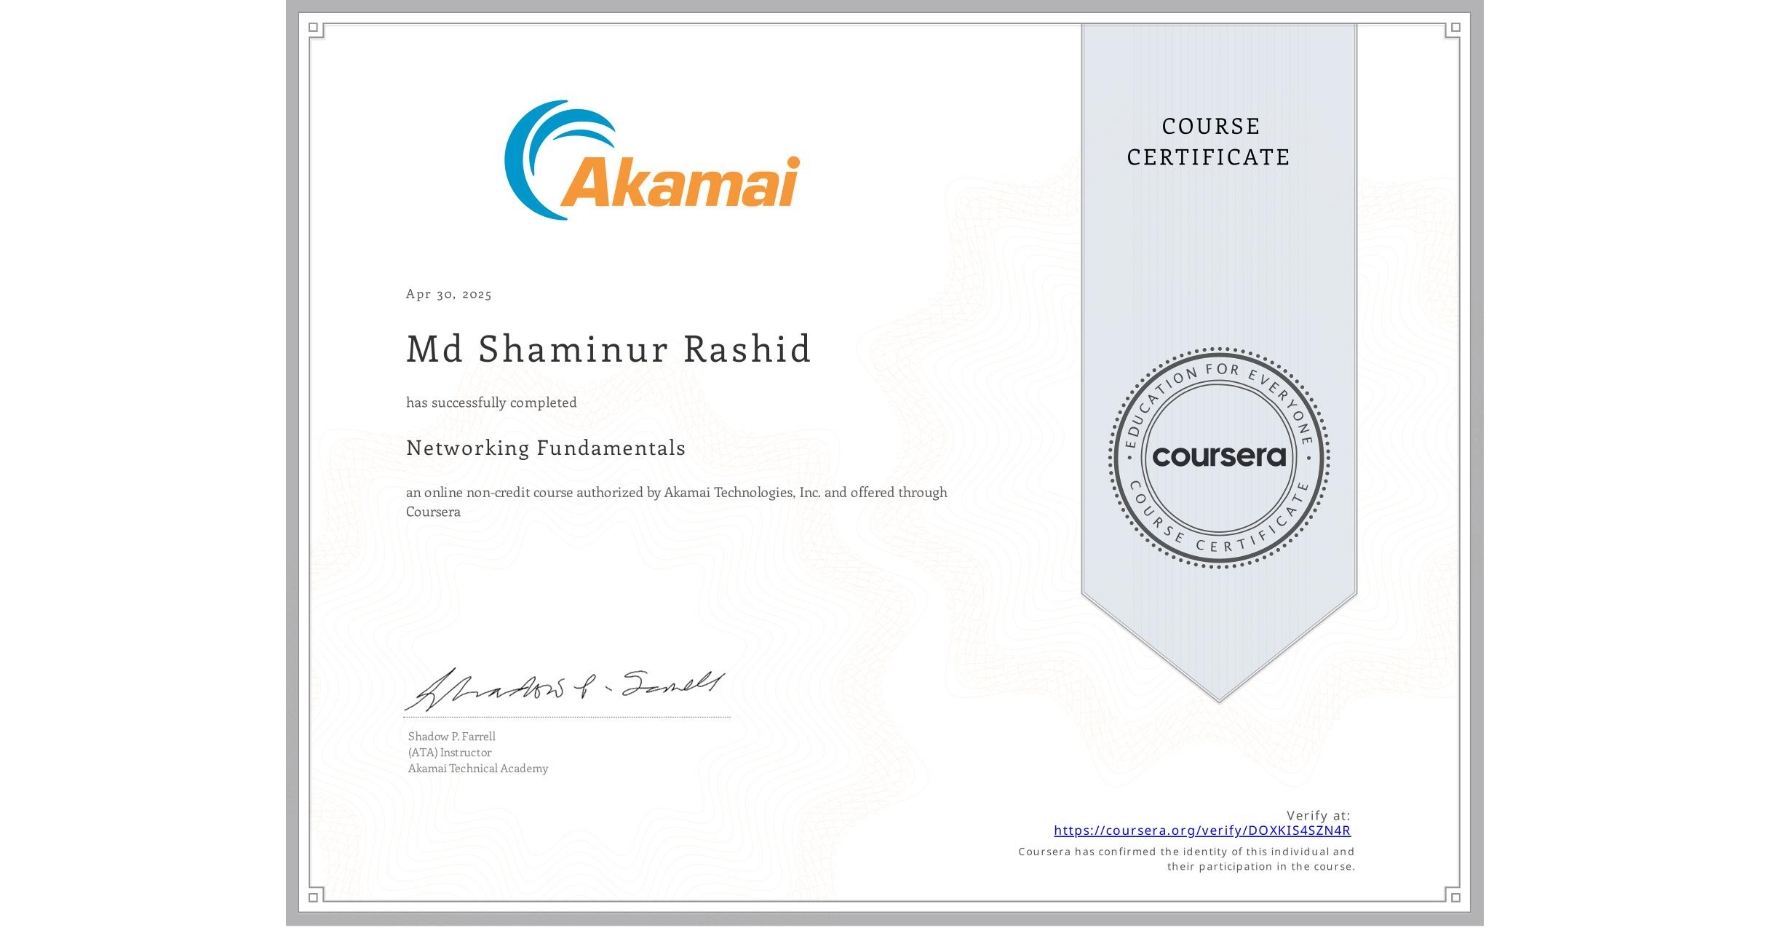 Akamai
COURSE
CERTIFICATE
Apr 30, 2025
Md Shaminur Rashid
has successfully completed
Networking Fundamentals
an online non-credit course authorized by Akamai Technologies, Inc. and offered through
Coursera
EDUCATION FOR EVERYONE
coursera
COURSE CERTIFICATE
Shadow P. Farrell
Shadow P. Farrell
(ATA) Instructor
Akamai Technical Academy
Verify at:
https://coursera.org/verify/DOXKIS4SZN4R
Coursera has confirmed the identity of this individual and
their participation in the course.